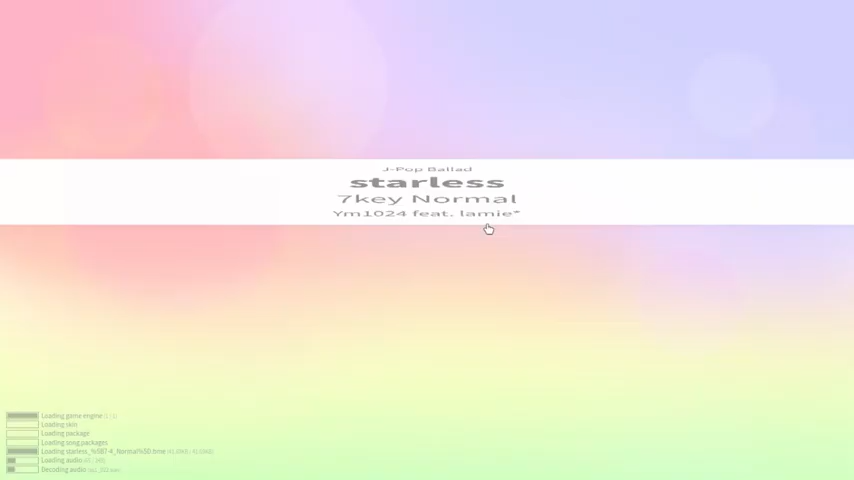 J-Pop Ballad
starless
7key Normal
Ym1024 feat. lamie*
Loading game engine
Loading skin
Loading package
Loading song packages
Loading audio
Decoding audio